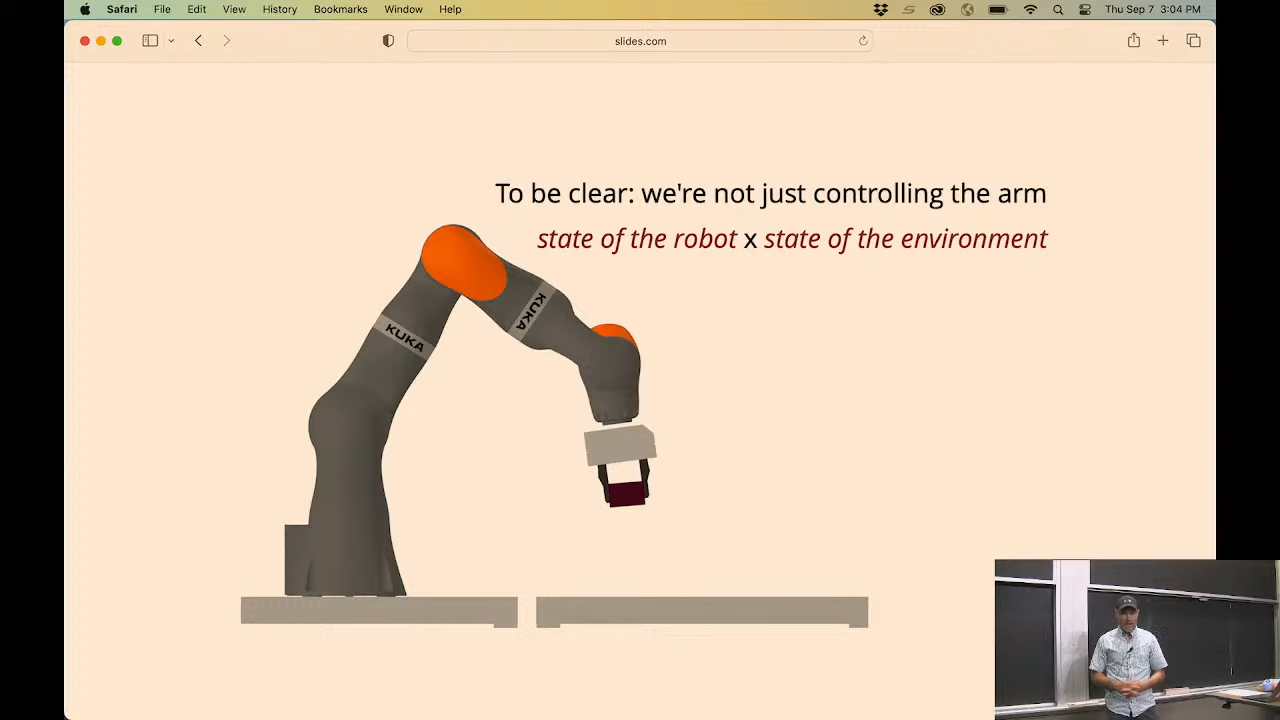 Safari File Edit View History Bookmarks Window Help Thu Sep 7 3:04 PM
slides.com
To be clear: we're not just controlling the arm
state of the robot x state of the environment
KUKA
KUKA